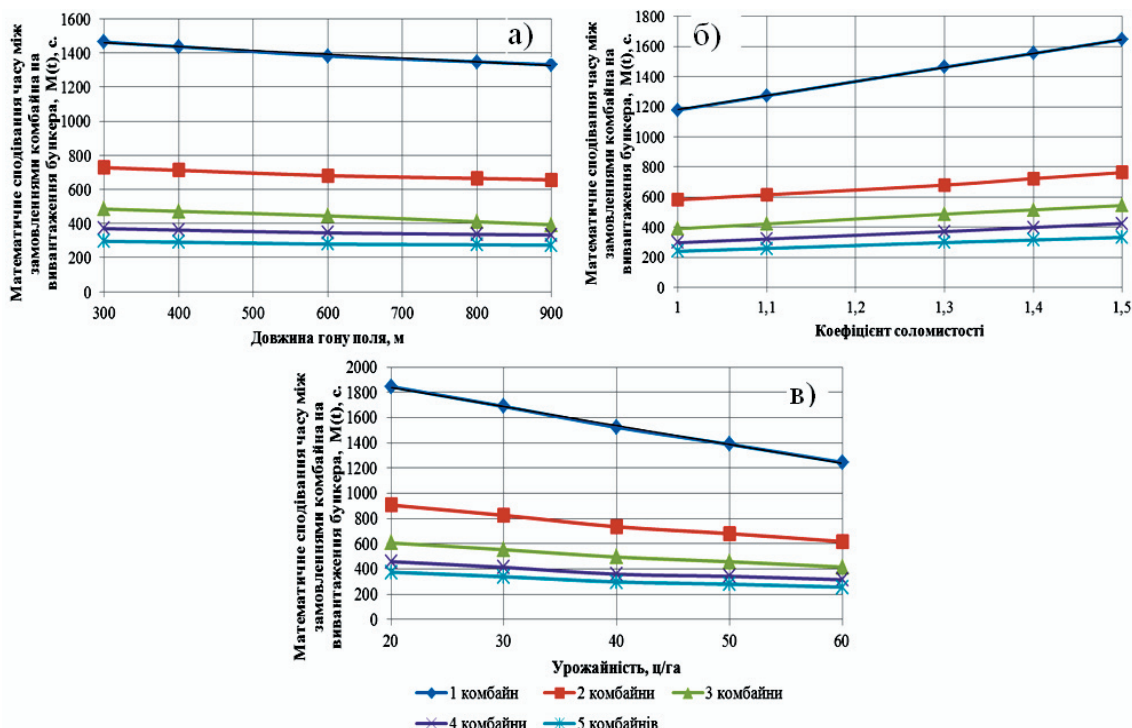 а)
Математичне сподівання часу між
замовленнями комбайна на
вивантаження бункера, М(t), с.
1600
1400
1200
1000
800
600
400
200
0
300 400 500 600 700 800 900
Довжина гону поля, м
б)
Математичне сподівання часу між
замовленнями комбайна на
вивантаження бункера, М(t), с.
1800
1600
1400
1200
1000
800
600
400
200
0
1 1,1 1,2 1,3 1,4 1,5
Коефіцієнт соломистості
в)
Математичне сподівання часу між
замовленнями комбайна на
вивантаження бункера, М(t), с.
2000
1800
1600
1400
1200
1000
800
600
400
200
0
20 30 40 50 60
Урожайність, ц/га
1 комбайн 2 комбайни 3 комбайни
4 комбайни 5 комбайнів